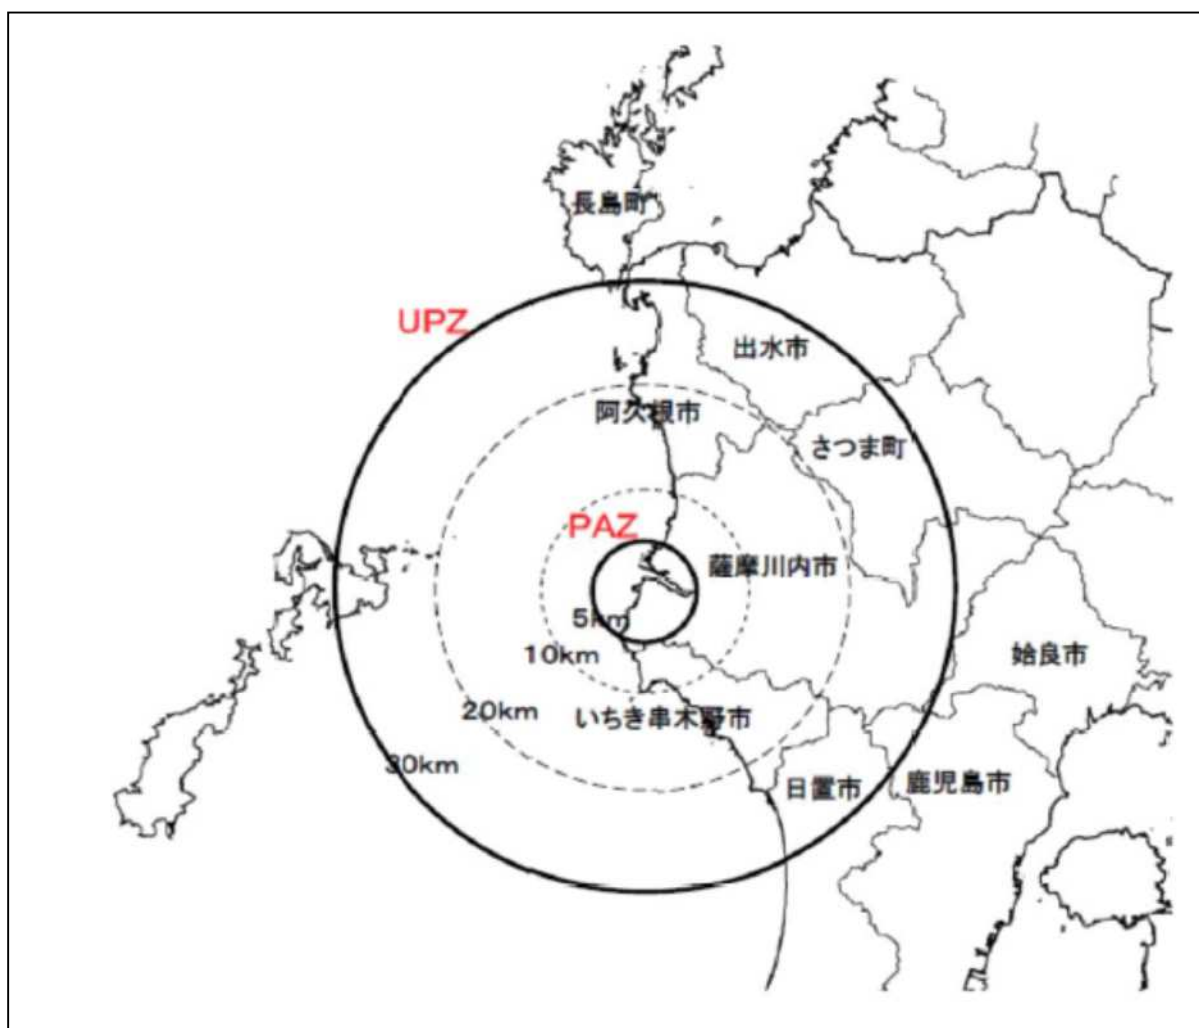 長島町
UPZ
出水市
阿久根市
さつま町
PAZ
薩摩川内市
5km
10km
姶良市
20km
いちき串木野市
30km
日置市
鹿児島市